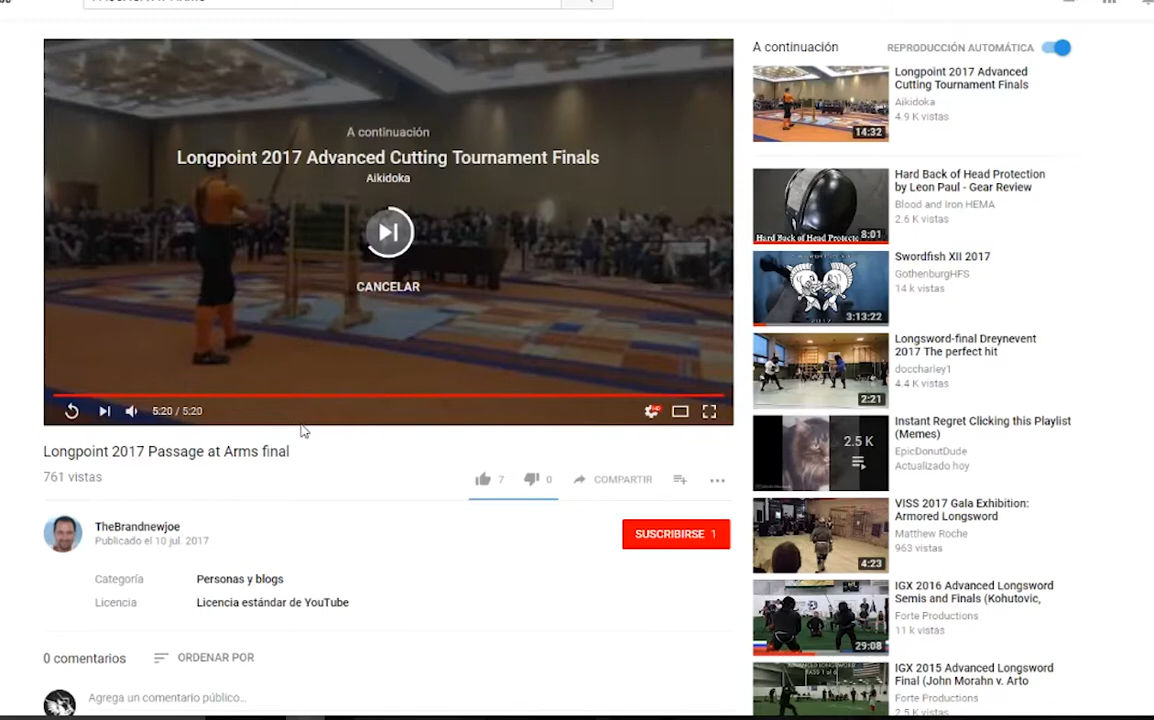 A continuación
Longpoint 2017 Advanced Cutting Tournament Finals
Aikidoka
CANCELAR
5:20 / 5:20
Longpoint 2017 Passage at Arms final
761 vistas
7
0
COMPARTIR
TheBrandnewjoe
Publicado el 10 jul. 2017
SUSCRIBIRSE 1
Categoría Personas y blogs
Licencia Licencia estándar de YouTube
0 comentarios
ORDENAR POR
Agrega un comentario público...
A continuación
REPRODUCCIÓN AUTOMÁTICA
Longpoint 2017 Advanced
Cutting Tournament Finals
Aikidoka
4.9 K vistas
14:32
Hard Back of Head Protection
by Leon Paul - Gear Review
Blood and Iron HEMA
2.6 K vistas
Hard Back of Head Protecto
8:01
Swordfish XII 2017
GothenburgHFS
14 k vistas
3:13:22
Longsword-final Dreynevent
2017 The perfect hit
doccharley1
4.4 K vistas
2:21
Instant Regret Clicking this Playlist
(Memes)
EpicDonutDude
Actualizado hoy
2.5 K
VISS 2017 Gala Exhibition:
Armored Longsword
Matthew Roche
963 vistas
4:23
IGX 2016 Advanced Longsword
Semis and Finals (Kohutovic,
Forte Productions
11 k vistas
29:08
IGX 2015 Advanced Longsword
Final (John Morahn v. Arto
Forte Productions
2.5 K vistas